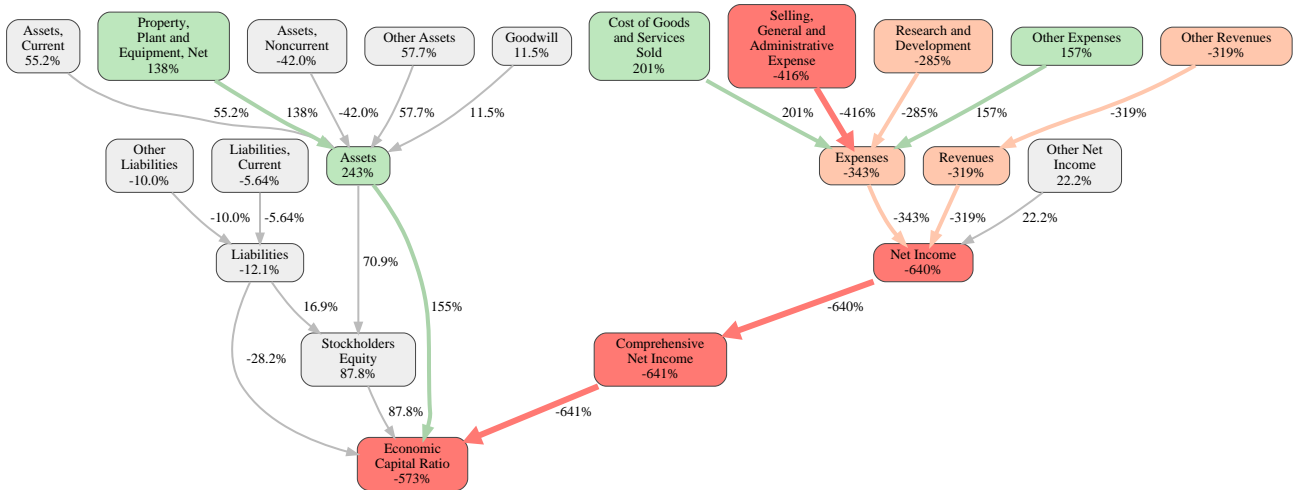 Assets,
Current
55.2%
Property,
Plant and
Equipment, Net
138%
Assets,
Noncurrent
-42.0%
Other Assets
57.7%
Goodwill
11.5%
Cost of Goods
and Services
Sold
201%
Selling,
General and
Administrative
Expense
-416%
Research and
Development
-285%
Other Expenses
157%
Other Revenues
-319%
55.2%
138%
-42.0%
57.7%
11.5%
201%
-416%
-285%
157%
-319%
Other
Liabilities
-10.0%
Liabilities,
Current
-5.64%
Assets
243%
Expenses
-343%
Revenues
-319%
Other Net
Income
22.2%
-10.0%
-5.64%
-343%
-319%
22.2%
Liabilities
-12.1%
70.9%
Net Income
-640%
16.9%
155%
-640%
Stockholders
Equity
87.8%
Comprehensive
Net Income
-641%
-28.2%
87.8%
-641%
Economic
Capital Ratio
-573%